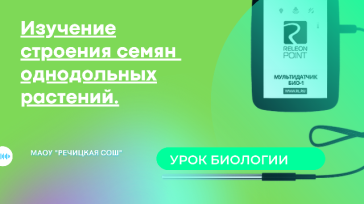 Изучение
строения семян
однодольных
растений.
RELEON
POINT
МУЛЬТИДАТЧИК
БИО-1
МАОУ "РЕЧИЦКАЯ СОШ"
УРОК БИОЛОГИИ